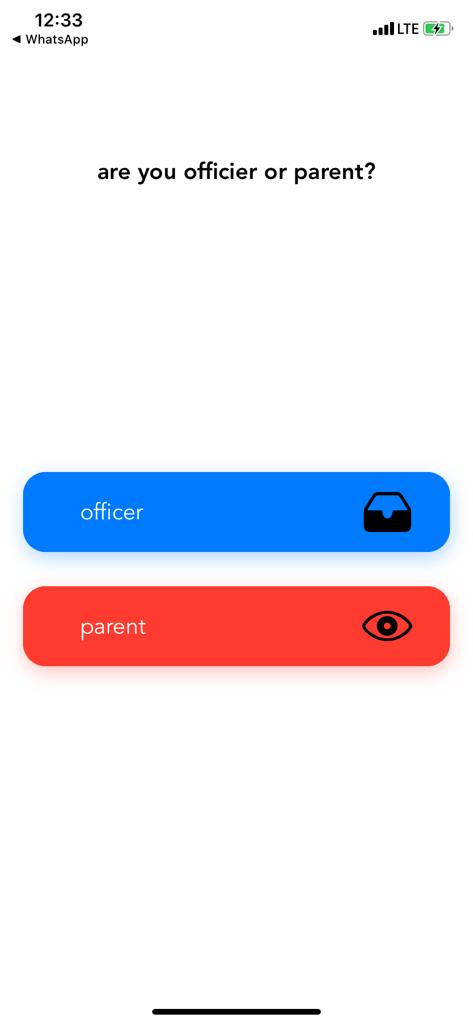 12:33
LTE
◀ WhatsApp
are you officier or parent?
officer
parent